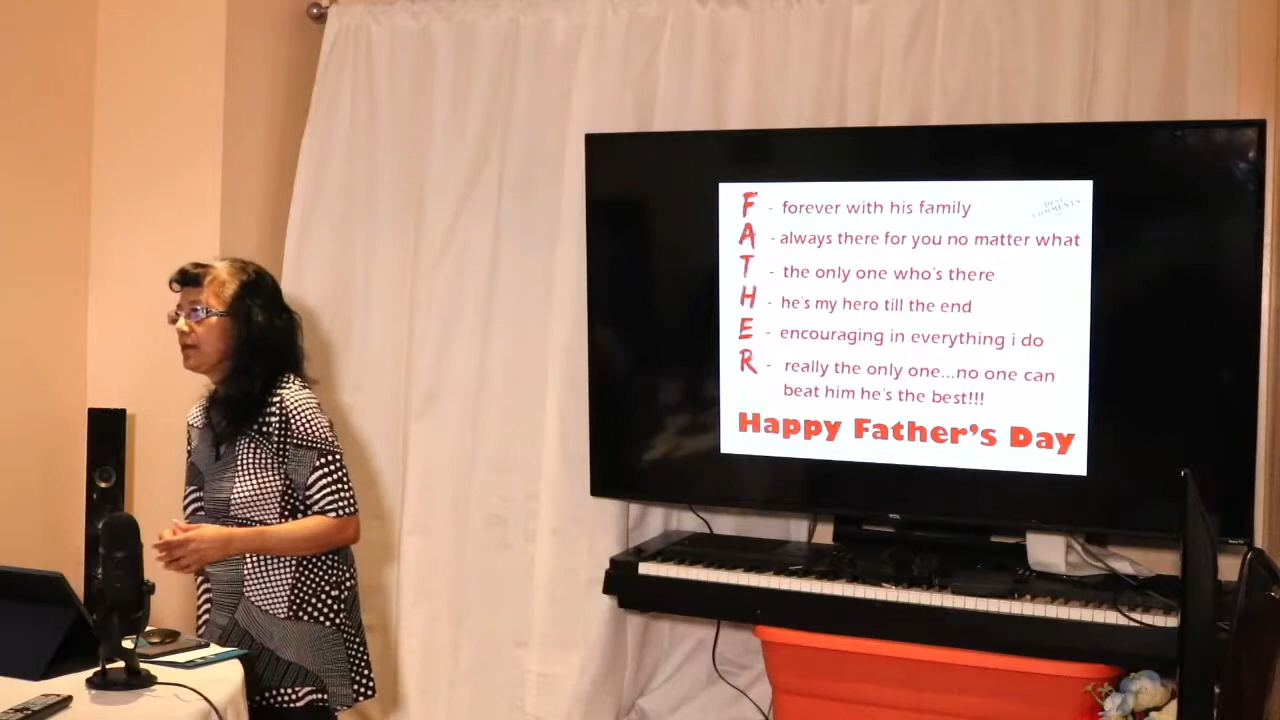 F - forever with his family
A - always there for you no matter what
T - the only one who's there
H - he's my hero till the end
E - encouraging in everything i do
R - really the only one...no one can
beat him he's the best!!!
Happy Father's Day
TCL